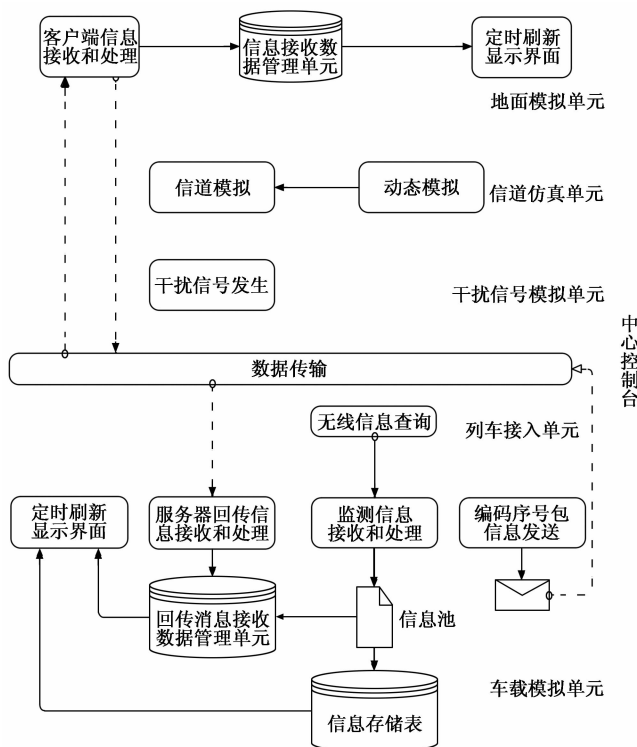 客户端信息
接收和处理
信息接收数
据管理单元
定时刷新
显示界面
地面模拟单元
信道模拟
动态模拟
信道仿真单元
干扰信号发生
干扰信号模拟单元
中心控制台
数据传输
无线信息查询
列车接入单元
定时刷新
显示界面
服务器回传信
息接收和处理
监测信息
接收和处理
编码序号包
信息发送
回传消息接收
数据管理单元
信息池
车载模拟单元
信息存储表